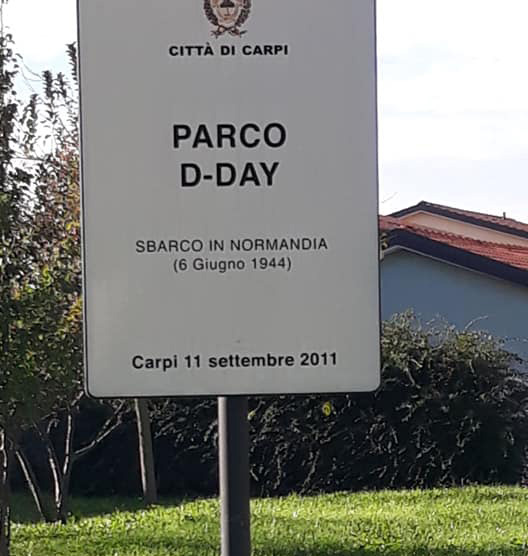 CITTÀ DI CARPI
PARCO
D-DAY
SBARCO IN NORMANDIA
(6 Giugno 1944)
Carpi 11 settembre 2011